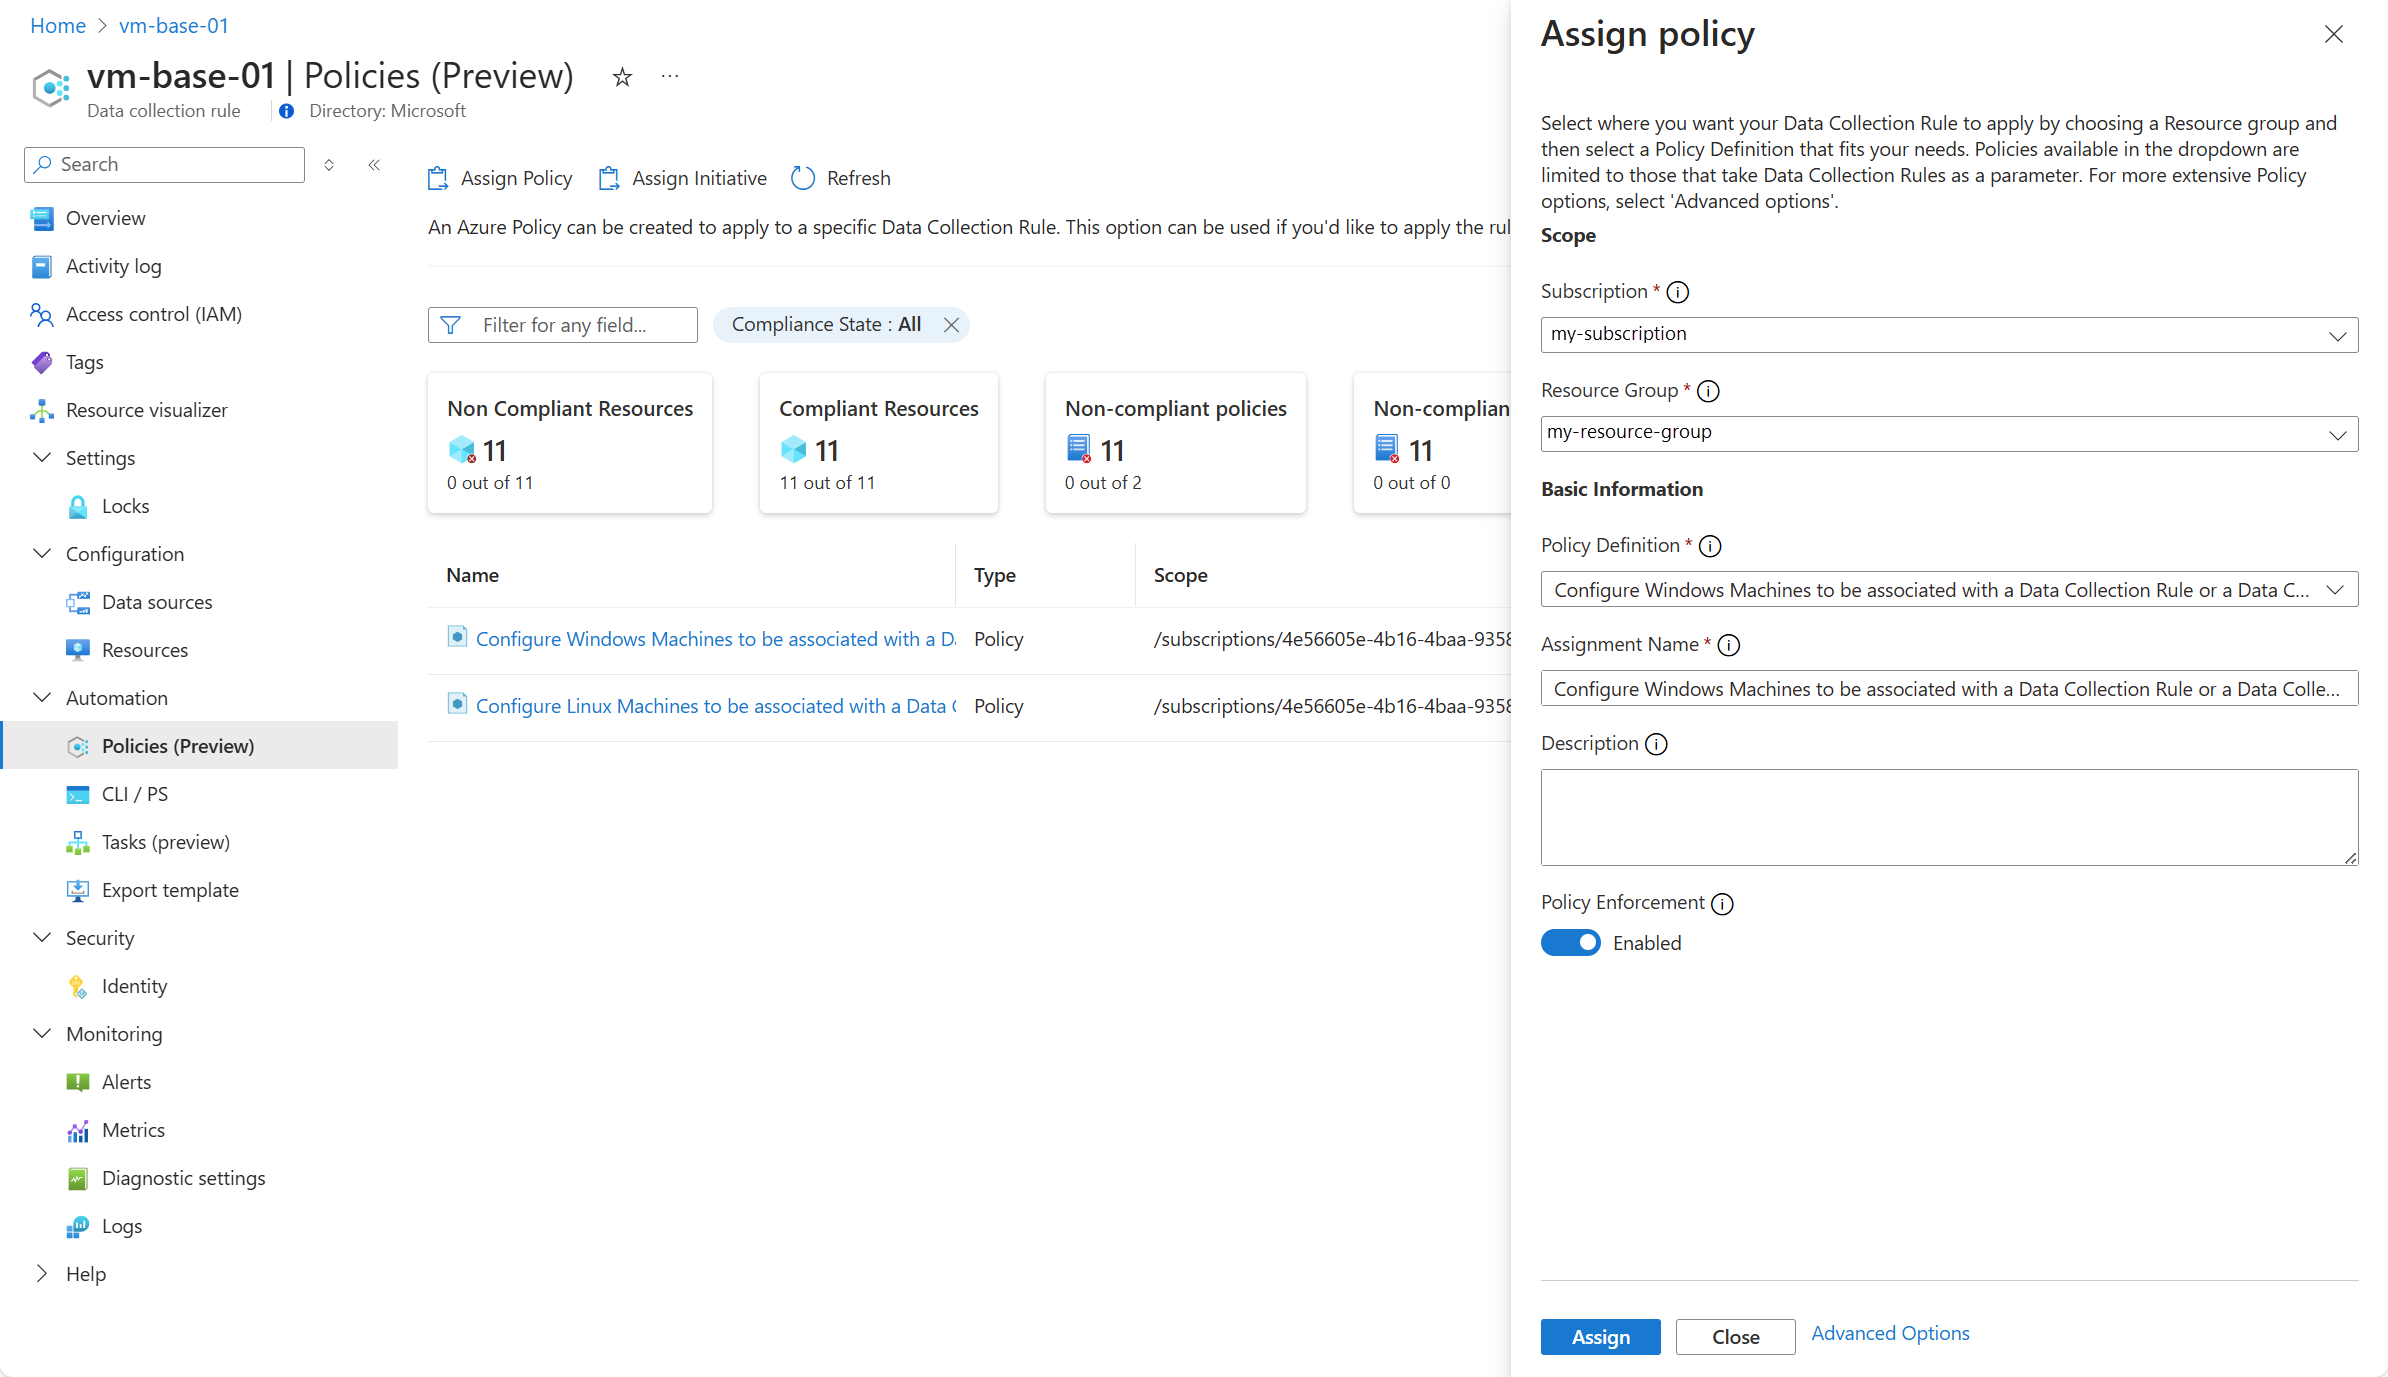 Home > vm-base-01
vm-base-01 | Policies (Preview)
Data collection rule
Directory: Microsoft
Search
Overview
Activity log
Access control (IAM)
Tags
Resource visualizer
Settings
Locks
Configuration
Data sources
Resources
Automation
Policies (Preview)
CLI / PS
Tasks (preview)
Export template
Security
Identity
Monitoring
Alerts
Metrics
Diagnostic settings
Logs
Help
Assign Policy
Assign Initiative
Refresh
An Azure Policy can be created to apply to a specific Data Collection Rule. This option can be used if you'd like to apply the rul
Filter for any field...
Compliance State : All
Non Compliant Resources
11
0 out of 11
Compliant Resources
11
11 out of 11
Non-compliant policies
11
0 out of 2
Non-complian
11
0 out of 0
Name Type Scope
Configure Windows Machines to be associated with a Da Policy /subscriptions/4e56605e-4b16-4baa-9358
Configure Linux Machines to be associated with a Data C Policy /subscriptions/4e56605e-4b16-4baa-9358
Assign policy
Select where you want your Data Collection Rule to apply by choosing a Resource group and
then select a Policy Definition that fits your needs. Policies available in the dropdown are
limited to those that take Data Collection Rules as a parameter. For more extensive Policy
options, select 'Advanced options'.
Scope
Subscription *
my-subscription
Resource Group *
my-resource-group
Basic Information
Policy Definition *
Configure Windows Machines to be associated with a Data Collection Rule or a Data C...
Assignment Name *
Configure Windows Machines to be associated with a Data Collection Rule or a Data Colle...
Description
Policy Enforcement
Enabled
Assign
Close
Advanced Options